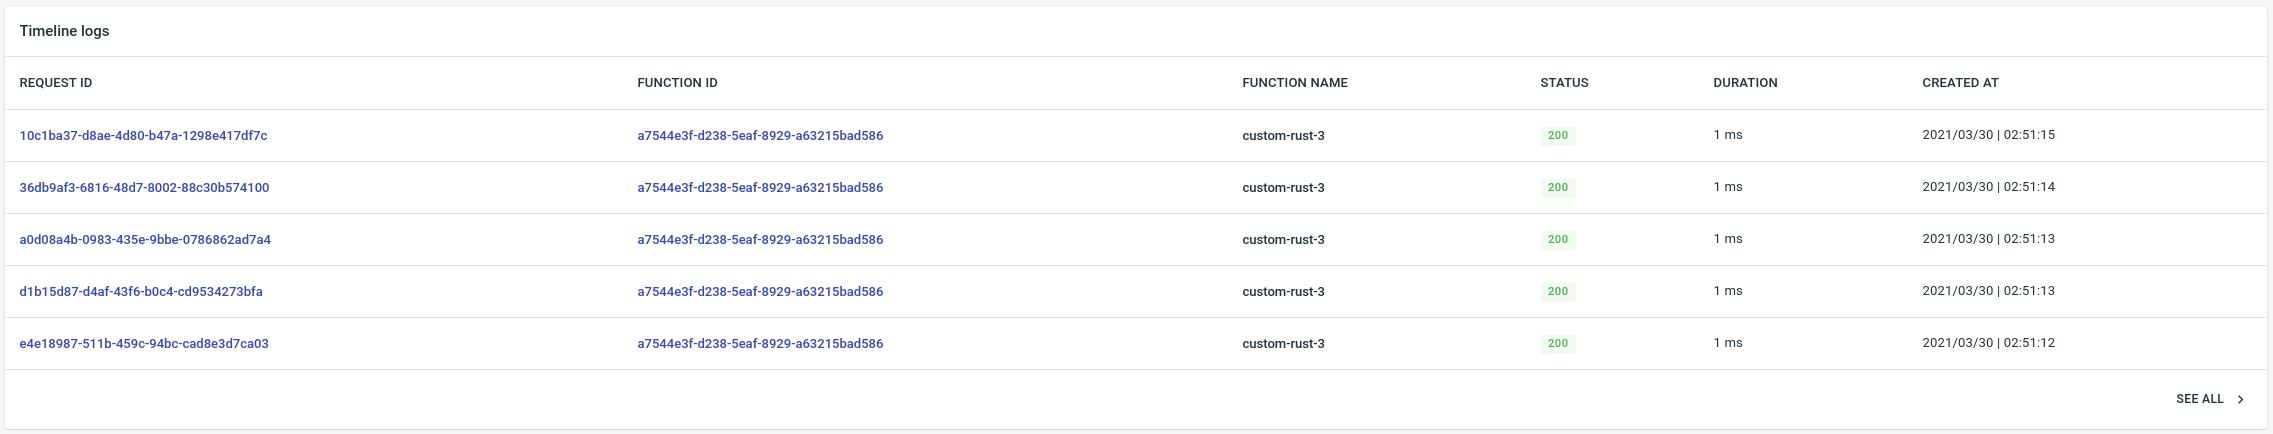 Timeline logs
REQUEST ID FUNCTION ID FUNCTION NAME STATUS DURATION CREATED AT
10c1ba37-d8ae-4d80-b47a-1298e417df7c a7544e3f-d238-5eaf-8929-a63215bad586 custom-rust-3 200 1 ms 2021/03/30 | 02:51:15
36db9af3-6816-48d7-8002-88c30b574100 a7544e3f-d238-5eaf-8929-a63215bad586 custom-rust-3 200 1 ms 2021/03/30 | 02:51:14
a0d08a4b-0983-435e-9bbe-0786862ad7a4 a7544e3f-d238-5eaf-8929-a63215bad586 custom-rust-3 200 1 ms 2021/03/30 | 02:51:13
d1b15d87-d4af-43f6-b0c4-cd9534273bfa a7544e3f-d238-5eaf-8929-a63215bad586 custom-rust-3 200 1 ms 2021/03/30 | 02:51:13
e4e18987-511b-459c-94bc-cad8e3d7ca03 a7544e3f-d238-5eaf-8929-a63215bad586 custom-rust-3 200 1 ms 2021/03/30 | 02:51:12
SEE ALL